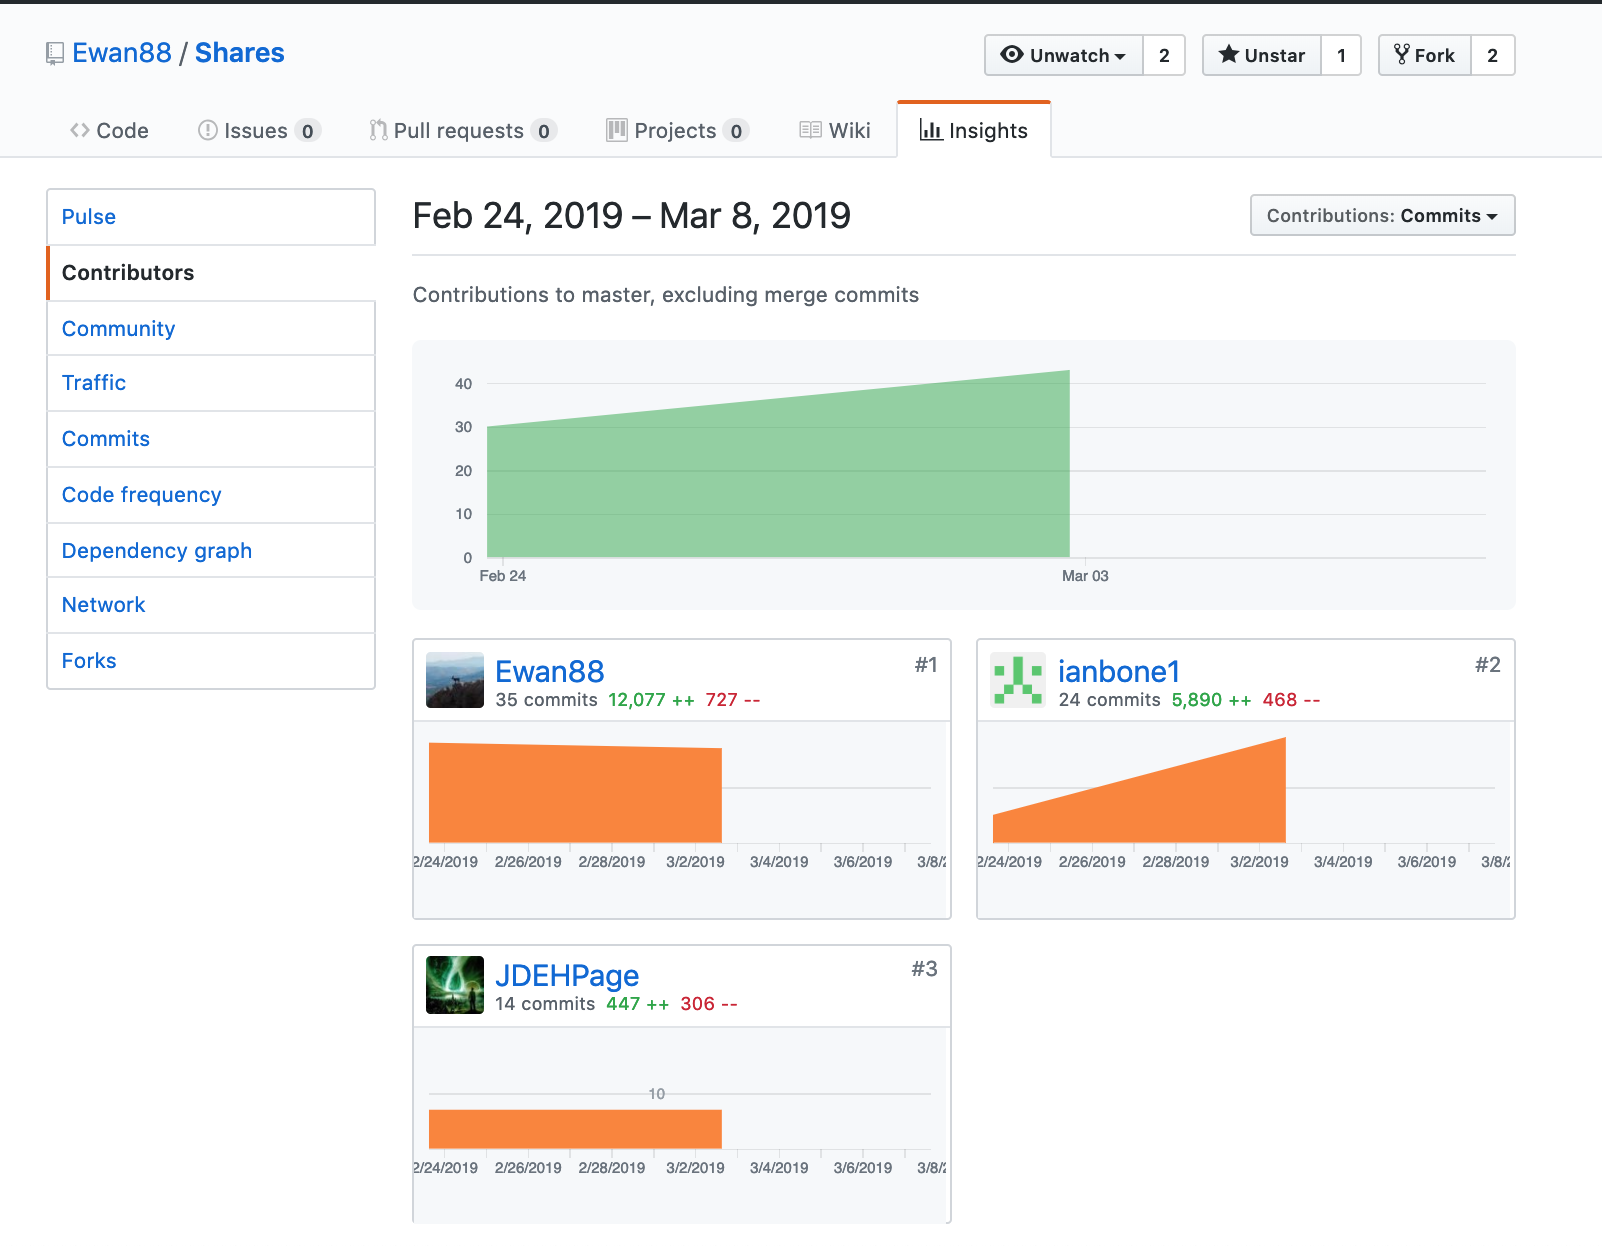 Ewan88 / Shares
Unwatch 2 Unstar 1 Fork 2
Code Issues 0 Pull requests 0 Projects 0 Wiki Insights
Pulse
Contributors
Community
Traffic
Commits
Code frequency
Dependency graph
Network
Forks
Feb 24, 2019 – Mar 8, 2019
Contributions: Commits
Contributions to master, excluding merge commits
40
30
20
10
0
Feb 24 Mar 03
Ewan88 #1
35 commits 12,077 ++ 727 --
2/24/2019 2/26/2019 2/28/2019 3/2/2019 3/4/2019 3/6/2019 3/8/2
ianbone1 #2
24 commits 5,890 ++ 468 --
2/24/2019 2/26/2019 2/28/2019 3/2/2019 3/4/2019 3/6/2019 3/8/2
JDEHPage #3
14 commits 447 ++ 306 --
10
2/24/2019 2/26/2019 2/28/2019 3/2/2019 3/4/2019 3/6/2019 3/8/2